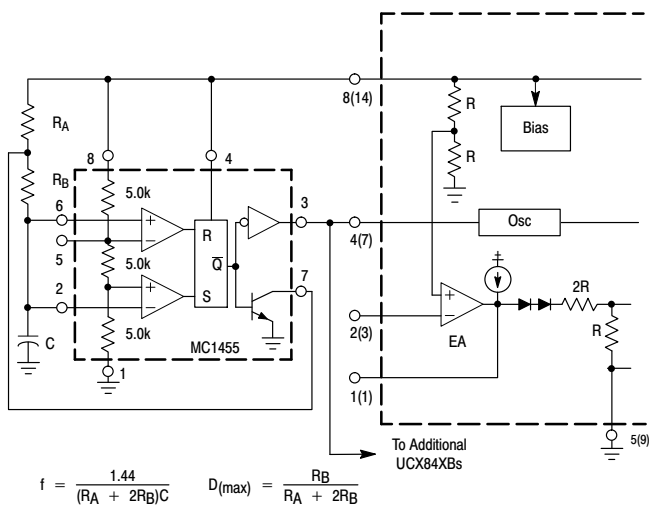 8(14)
R
Bias
R
R_A
R_B
8
4
6
5.0k
3
R
4(7)
Osc
5
5.0k
Q̅
7
2
S
5.0k
2R
+
−
+
−
+
−
EA
R
2(3)
C
MC1455
1
1(1)
5(9)
To Additional
UCX84XBs
f = 1.44 / (R_A + 2R_B)C
D(max) = R_B / R_A + 2R_B